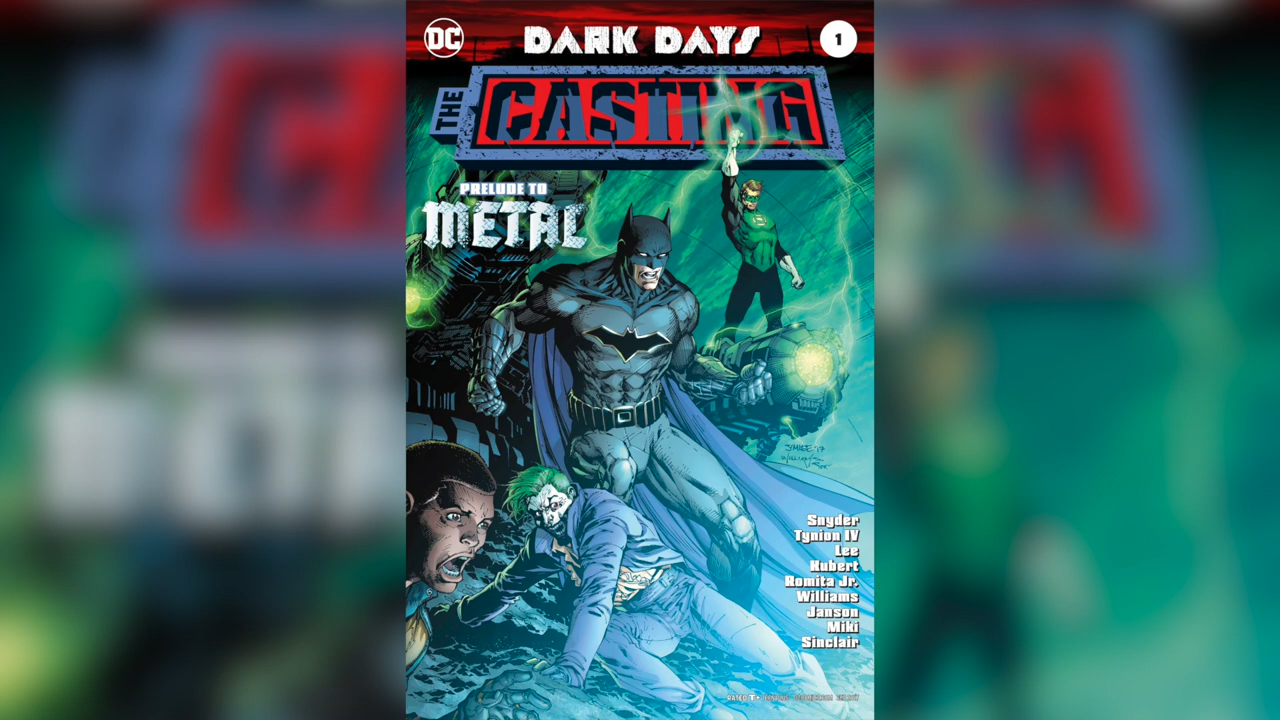 DC
DARK DAYS
1
THE
CASTING
PRELUDE TO
METAL
Snyder
Tynion IV
Lee
Kubert
Romita Jr.
Williams
Janson
Miki
Sinclair
RATED T+